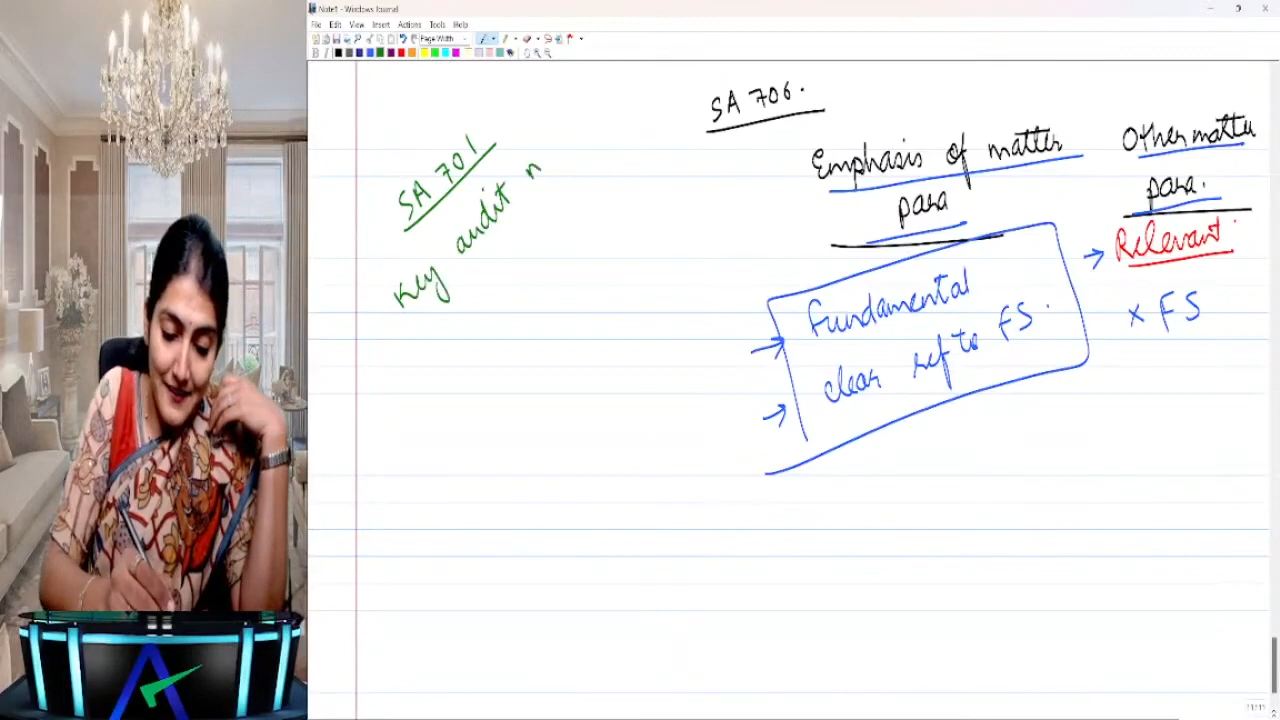 Note1 - Windows Journal
File Edit View Insert Actions Tools Help
Page Width
SA 706.
SA 701
Key audit m
Emphasis of matter
para
Other matter
para.
Fundamental
clear ref to FS.
Relevant
× FS